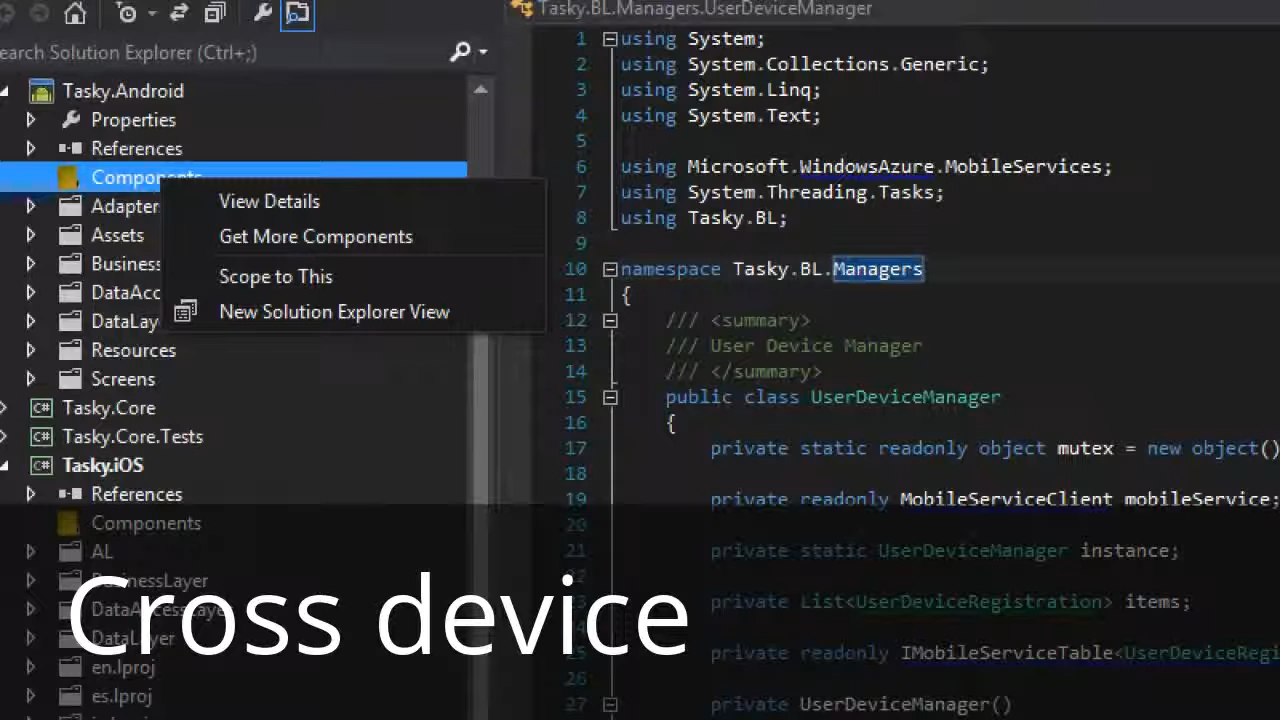 Tasky.BL.Managers.UserDeviceManager
earch Solution Explorer (Ctrl+;)
Tasky.Android
Properties
References
Components
Adapter
Assets
Business
DataAcc
DataLay
Resources
Screens
Tasky.Core
Tasky.Core.Tests
Tasky.iOS
References
Components
AL
BusinessLayer
DataAccessLayer
DataLayer
en.lproj
es.lproj
View Details
Get More Components
Scope to This
New Solution Explorer View
1 using System;
2 using System.Collections.Generic;
3 using System.Linq;
4 using System.Text;
5
6 using Microsoft.WindowsAzure.MobileServices;
7 using System.Threading.Tasks;
8 using Tasky.BL;
9
10 namespace Tasky.BL.Managers
11 {
12 /// <summary>
13 /// User Device Manager
14 /// </summary>
15 public class UserDeviceManager
16 {
17 private static readonly object mutex = new object()
18
19 private readonly MobileServiceClient mobileService;
20
21 private static UserDeviceManager instance;
22
23 private List<UserDeviceRegistration> items;
25 private readonly IMobileServiceTable<UserDeviceRegi
26
27 private UserDeviceManager()
Cross device